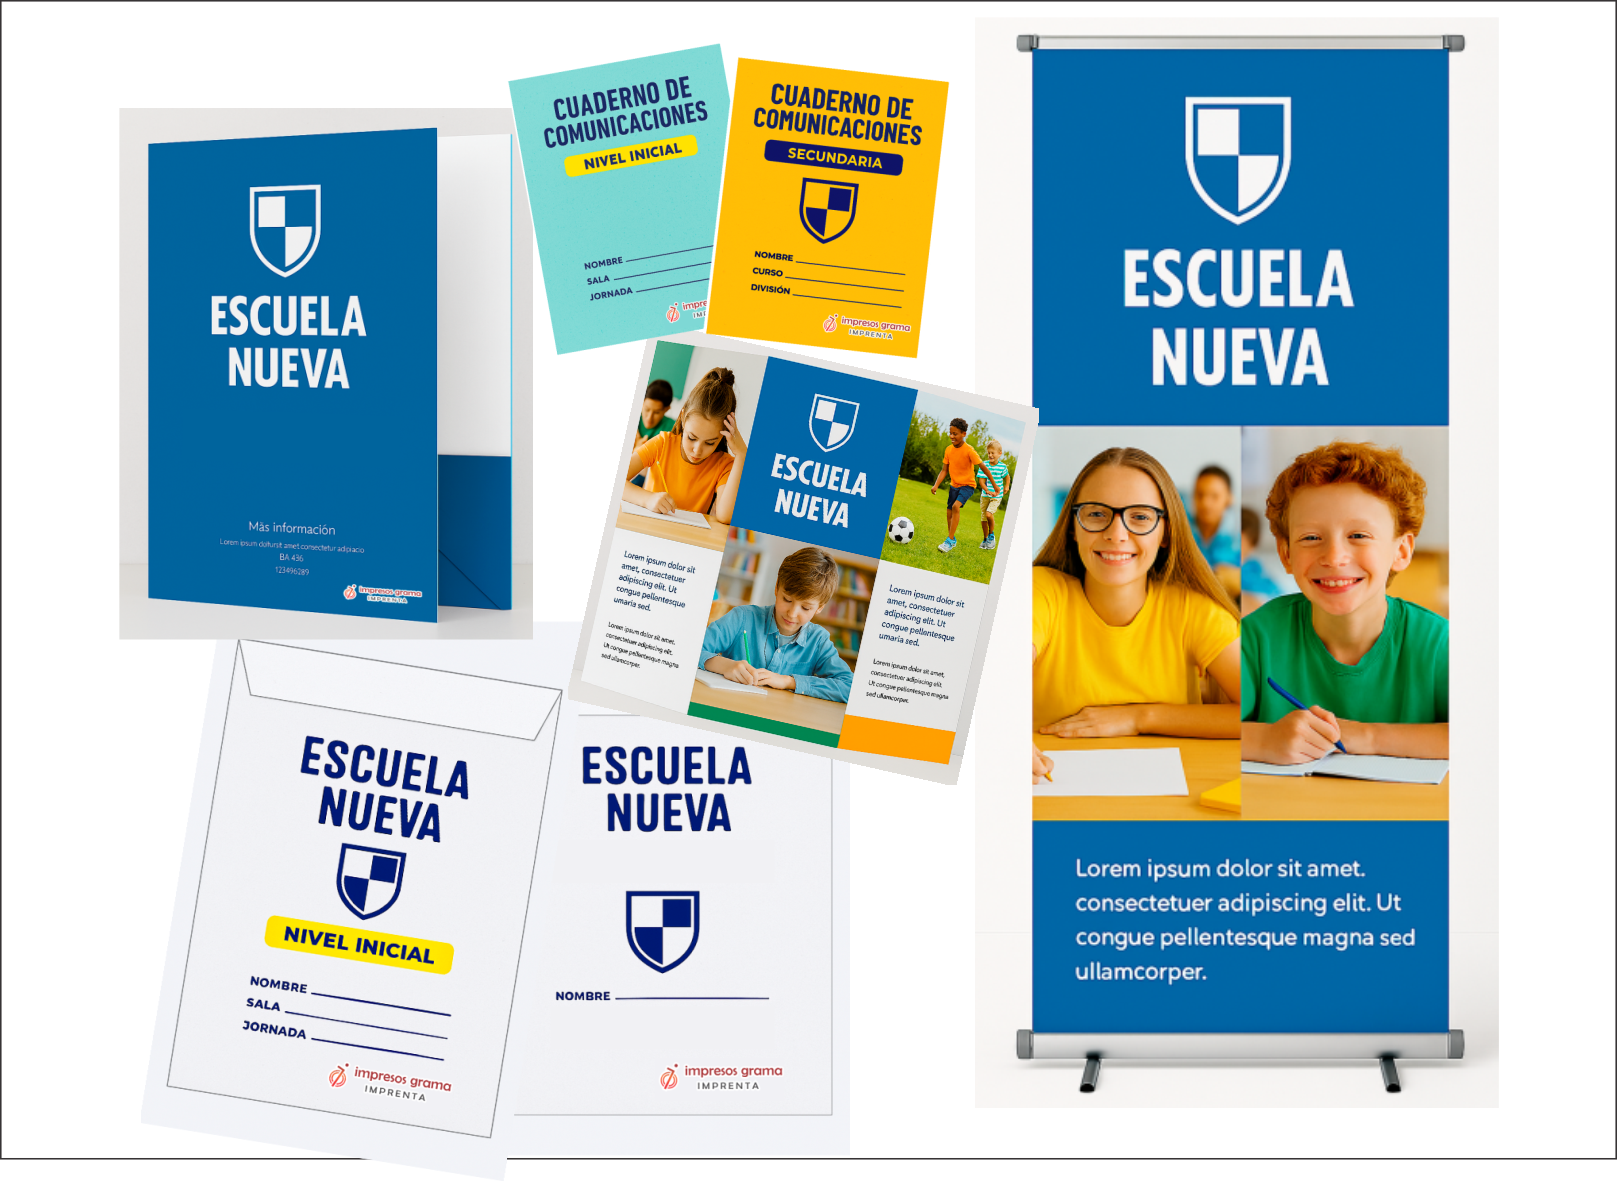 ESCUELA
NUEVA
Más información
Lorem ipsum dolfursit amet consectetur adipiacio
BA 436
123496289
impresos grama
IMPRENTA
CUADERNO DE
COMUNICACIONES
NIVEL INICIAL
NOMBRE
SALA
JORNADA
impre
IM
CUADERNO DE
COMUNICACIONES
SECUNDARIA
NOMBRE
CURSO
DIVISIÓN
impresos grama
IMPRENTA
ESCUELA
NUEVA
Lorem ipsum dolor sit
amet, consectetuer
adipiscing elit. Ut
congue pellentesque
umaria sed.
Lorem ipsum dolor sit amet,
consectetuer adipiscing elit.
Ut congue pellentesque magna
sed ullamcorper.
Lorem ipsum dolor sit
amet, consectetuer
adipiscing elit. Ut
congue pellentesque
umaria sed.
Lorem ipsum dolor sit amet,
consectetuer adipiscing elit.
Ut congue pellentesque magna
sed ullamcorper.
ESCUELA
NUEVA
Lorem ipsum dolor sit amet.
consectetuer adipiscing elit. Ut
congue pellentesque magna sed
ullamcorper.
ESCUELA
NUEVA
NIVEL INICIAL
NOMBRE
SALA
JORNADA
impresos grama
IMPRENTA
ESCUELA
NUEVA
NOMBRE
impresos grama
IMPRENTA